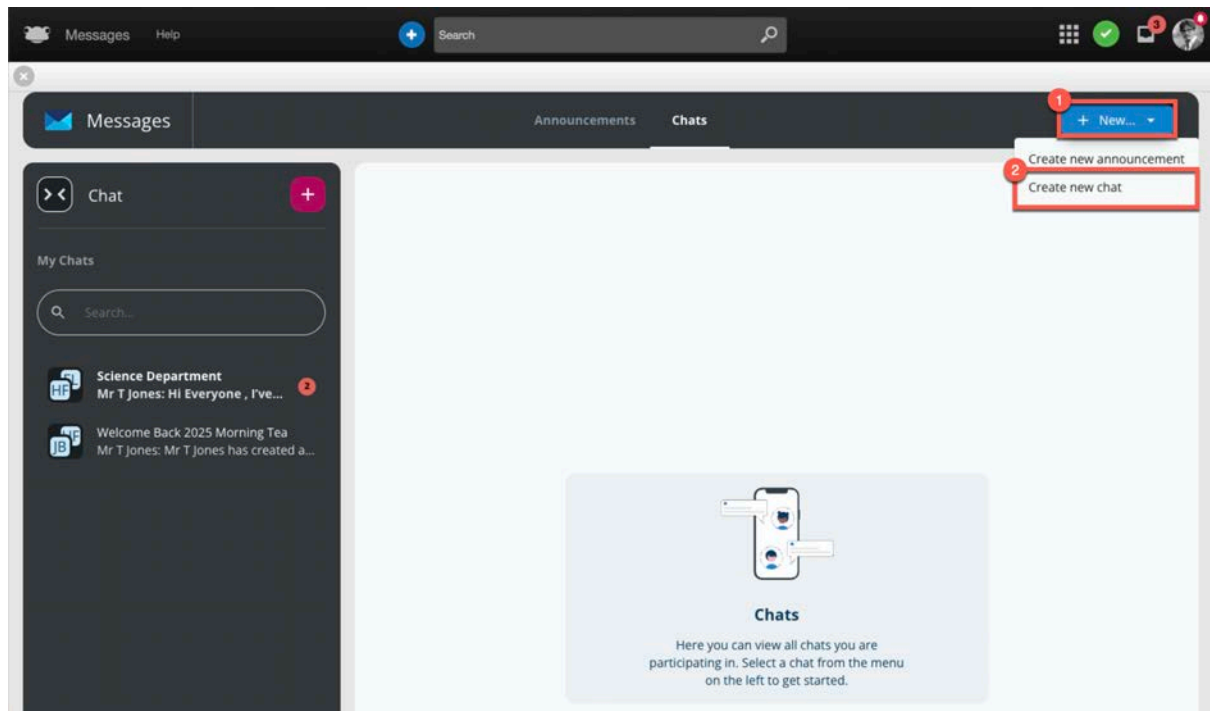 Messages Help
Search
3
Messages
Announcements Chats
1
+ New...
Create new announcement
2
Create new chat
Chat
+
My Chats
Search...
Science Department
Mr T Jones: Hi Everyone , I've...
2
HF
Welcome Back 2025 Morning Tea
Mr T Jones: Mr T Jones has created a...
JB
Chats
Here you can view all chats you are
participating in. Select a chat from the menu
on the left to get started.